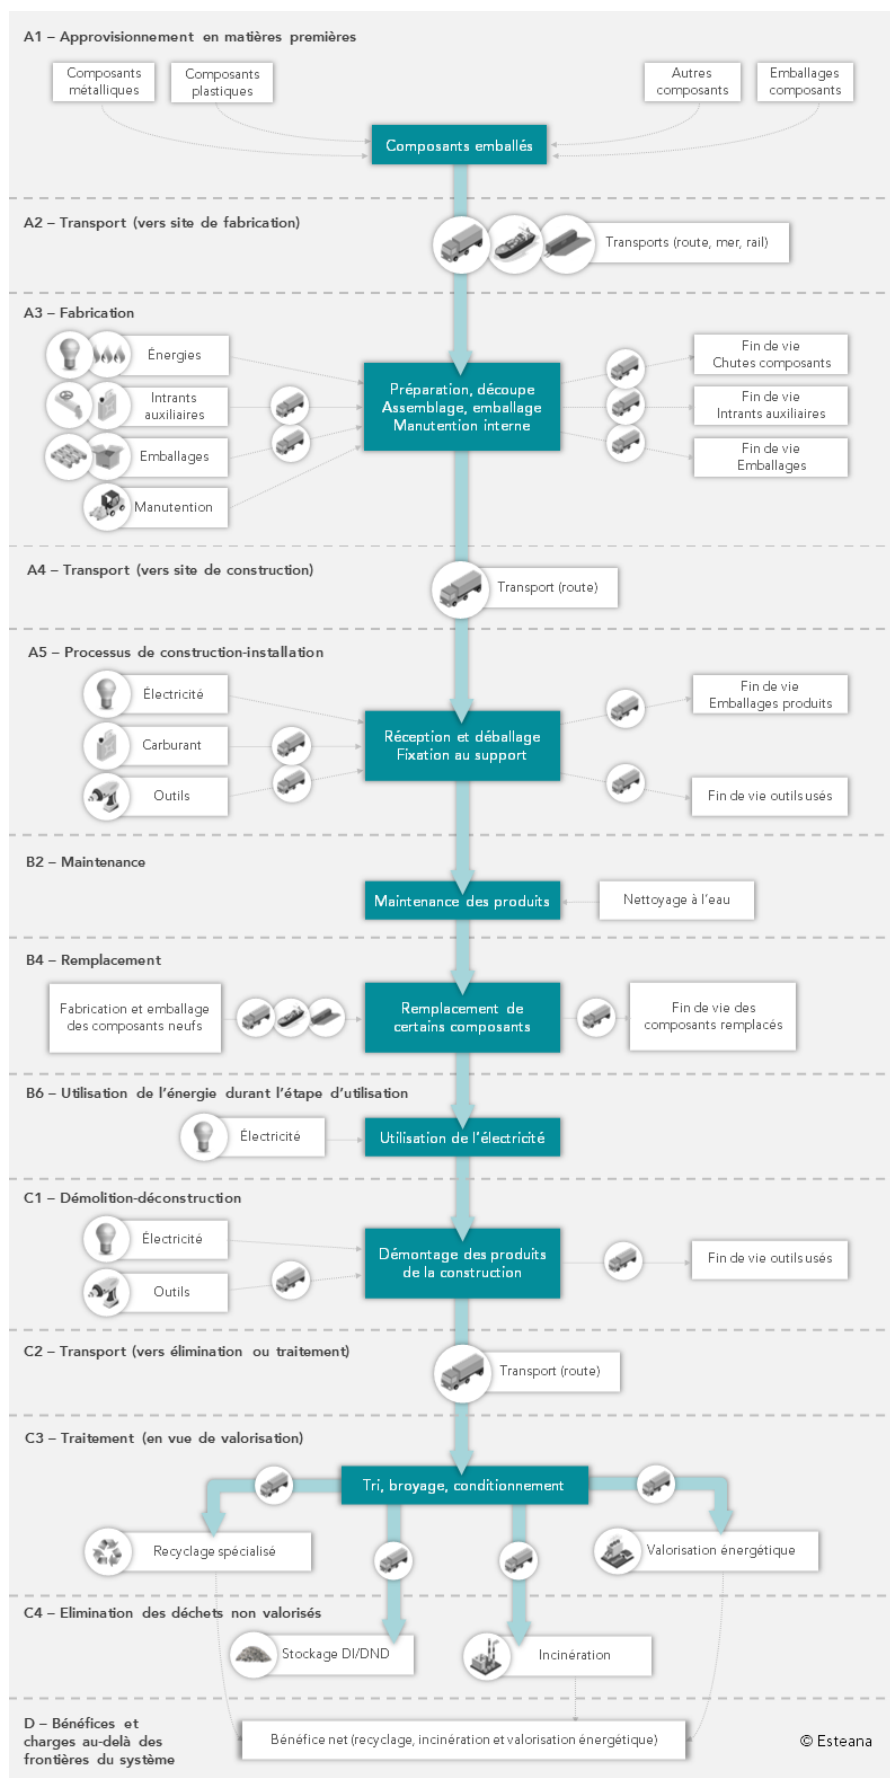 A1 – Approvisionnement en matières premières
Composants
métalliques
Composants
plastiques
Autres
composants
Emballages
composants
Composants emballés
A2 – Transport (vers site de fabrication)
Transports (route, mer, rail)
A3 – Fabrication
Énergies
Intrants
auxiliaires
Emballages
Manutention
Préparation, découpe
Assemblage, emballage
Manutention interne
Fin de vie
Chutes composants
Fin de vie
Intrants auxiliaires
Fin de vie
Emballages
A4 – Transport (vers site de construction)
Transport (route)
A5 – Processus de construction-installation
Électricité
Carburant
Outils
Réception et déballage
Fixation au support
Fin de vie
Emballages produits
Fin de vie outils usés
B2 – Maintenance
Maintenance des produits
Nettoyage à l'eau
B4 – Remplacement
Fabrication et emballage
des composants neufs
Remplacement de
certains composants
Fin de vie des
composants remplacés
B6 – Utilisation de l'énergie durant l'étape d'utilisation
Électricité
Utilisation de l'électricité
C1 – Démolition-déconstruction
Électricité
Outils
Démontage des produits
de la construction
Fin de vie outils usés
C2 – Transport (vers élimination ou traitement)
Transport (route)
C3 – Traitement (en vue de valorisation)
Tri, broyage, conditionnement
Recyclage spécialisé
Valorisation énergétique
C4 – Elimination des déchets non valorisés
Stockage DI/DND
Incinération
D – Bénéfices et
charges au-delà des
frontières du système
Bénéfice net (recyclage, incinération et valorisation énergétique)
© Esteana